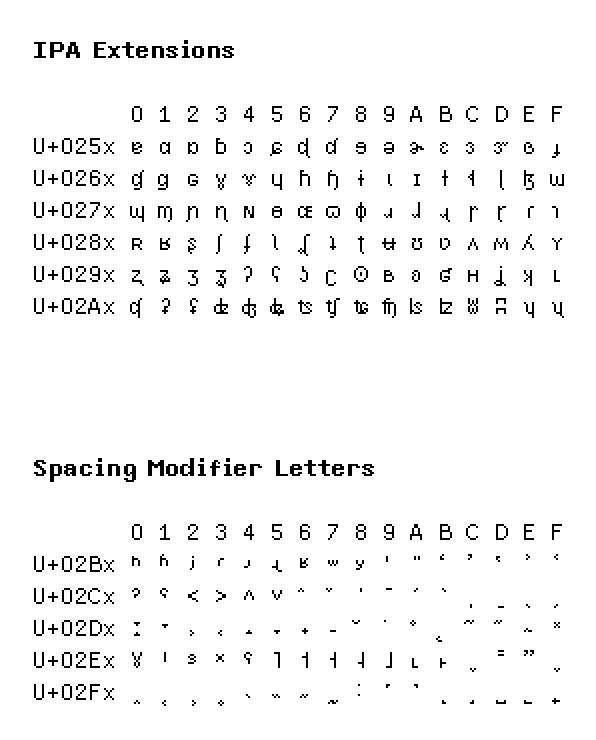 IPA Extensions
0 1 2 3 4 5 6 7 8 9 A B C D E F
U+025x ɐ ɑ ɒ ɓ ɔ ɕ ɖ ɗ ɘ ə ɚ ɛ ɜ ɝ ɞ ɟ
U+026x ɠ ɡ ɢ ɣ ɤ ɥ ɦ ɧ ɨ ɩ ɪ ɫ ɬ ɭ ɮ ɯ
U+027x ɰ ɱ ɲ ɳ ɴ ɵ ɶ ɷ ɸ ɹ ɺ ɻ ɼ ɽ ɾ ɿ
U+028x ʀ ʁ ʂ ʃ ʄ ʅ ʆ ʇ ʈ ʉ ʊ ʋ ʌ ʍ ʎ ʏ
U+029x ʐ ʑ ʒ ʓ ʔ ʕ ʖ ʗ ʘ ʙ ʚ ʛ ʜ ʝ ʞ ʟ
U+02Ax ʠ ʡ ʢ ʣ ʤ ʥ ʦ ʧ ʨ ʩ ʪ ʫ ʬ ʭ ʮ ʯ
Spacing Modifier Letters
0 1 2 3 4 5 6 7 8 9 A B C D E F
U+02Bx ʰ ʱ ʲ ʳ ʴ ʵ ʶ ʷ ʸ ʹ ʺ ʻ ʼ ʽ ʾ ʿ
U+02Cx ˀ ˁ ˂ ˃ ˄ ˅ ˆ ˇ ˈ ˉ ˊ ˋ ˌ ˍ ˎ ˏ
U+02Dx ː ˑ ˒ ˓ ˔ ˕ ˖ ˗ ˘ ˙ ˚ ˛ ˜ ˝ ˞ ˟
U+02Ex ˠ ˡ ˢ ˣ ˤ ˥ ˦ ˧ ˨ ˩ ˪ ˫ ˬ ˭ ˮ ˯
U+02Fx ˰ ˱ ˲ ˳ ˴ ˵ ˶ ˷ ˸ ˹ ˺ ˻ ˼ ˽ ˾ ˿